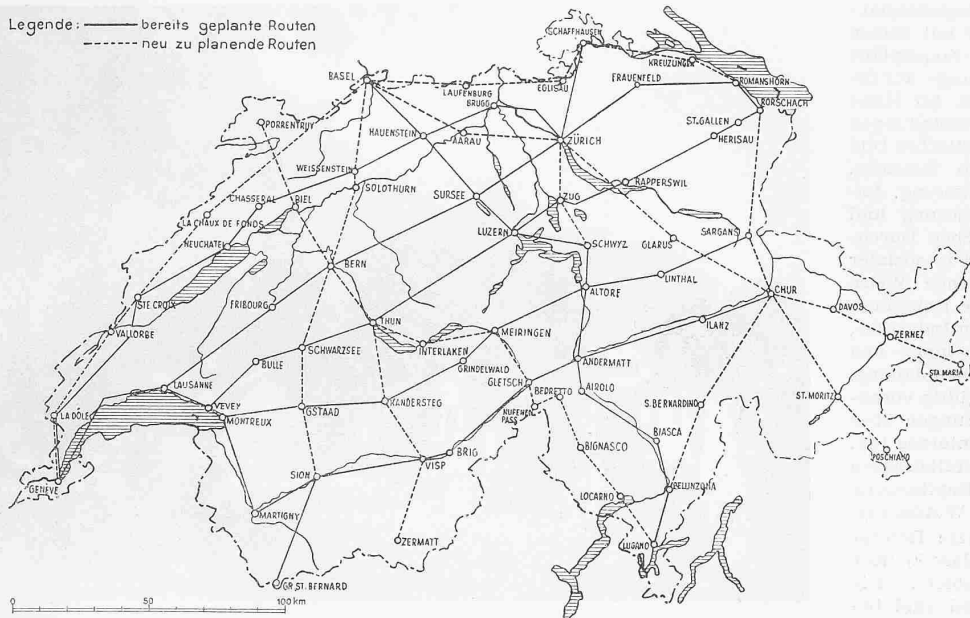 Legende: bereits geplante Routen
neu zu planende Routen
SCHAFFHAUSEN
KREUZUNGEN
BASEL
LAUFENBURG
EGLISAU
FRAUENFELD
ROMANSHORN
BRUGG
RORSCHACH
PORRENTRUY
HAUENSTEIN
AARAU
ZÜRICH
ST.GALLEN
HERISAU
WEISSENSTEIN
SOLOTHURN
SURSEE
RAPPERSWIL
CHASSERAL
BIEL
ZUG
LA CHAUX DE FONDS
LUZERN
SCHWYZ
GLARUS
SARGANS
NEUCHATEL
BERN
LINTHAL
CHUR
STE CROIX
FRIBOURG
ALTORF
DAVOS
VALLORBE
THUN
MEIRINGEN
ILANZ
ZERNEZ
SCHWARZSEE
INTERLAKEN
BULLE
GRINDELWALD
ANDERMATT
STA.MARIA
LAUSANNE
GLETSCH
BEDRETTO
AIROLO
ST.MORITZ
LA DÔLE
VEVEY
GSTAAD
KANDERSTEG
NUFENEN
PASS
S.BERNARDINO
MONTREUX
BIASCA
BIGNASCO
POSCHIAVO
BRIG
VISP
SION
GENÈVE
LOCARNO
BELLINZONA
MARTIGNY
ZERMATT
LUGANO
GR.ST.BERNARD
0 50 100 km